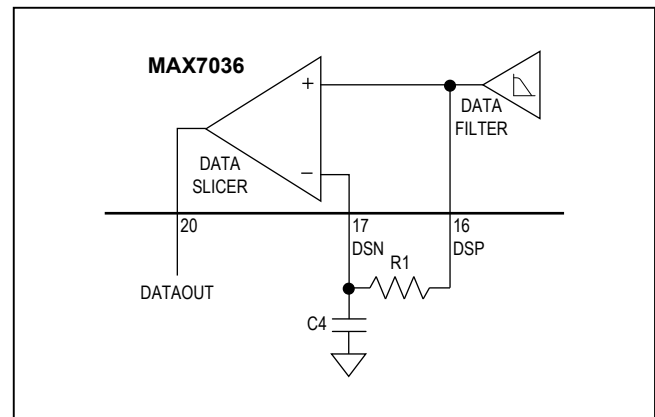 MAX7036
+
DATA
FILTER
DATA
SLICER
−
20
17
16
DSN
DSP
R1
DATAOUT
C4